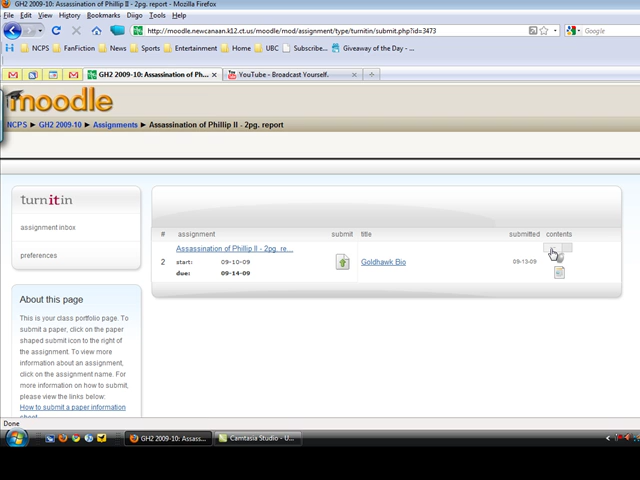 GH2 2009-10: Assassination of Phillip II - 2pg. report - Mozilla Firefox
File Edit View History Bookmarks Diigo Tools Help
http://moodle.newcanaan.k12.ct.us/moodle/mod/assignment/type/turnitin/submit.php?id=3473
Google
NCPS FanFiction News Sports Entertainment Home UBC Subscribe... Giveaway of the Day - ...
GH2 2009-10: Assassination of Ph... YouTube - Broadcast Yourself.
moodle
NCPS ► GH2 2009-10 ► Assignments ► Assassination of Phillip II - 2pg. report
turnitin
assignment inbox
preferences
# assignment submit title submitted contents
Assassination of Phillip II - 2pg. re...
2 start: 09-10-09 Goldhawk Bio 09-13-09
due: 09-14-09
About this page
This is your class portfolio page. To
submit a paper, click on the paper
shaped submit icon to the right of
the assignment. To view more
information about an assignment,
click on the assignment name. For
more information on how to submit,
please view the links below:
How to submit a paper information
sheet
Done
GH2 2009-10: Assass... Camtasia Studio - U...